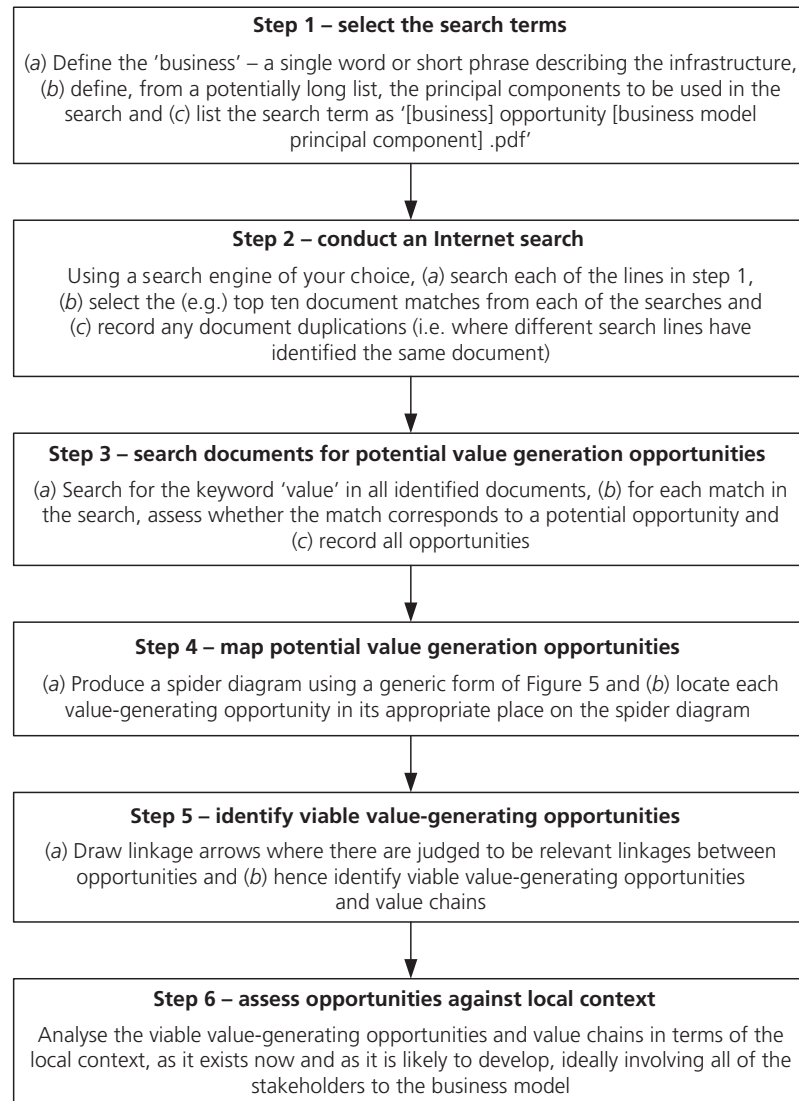 Step 1 – select the search terms
(a) Define the ’business’ – a single word or short phrase describing the infrastructure,
(b) define, from a potentially long list, the principal components to be used in the
search and (c) list the search term as ‘[business] opportunity [business model
principal component] .pdf’
Step 2 – conduct an Internet search
Using a search engine of your choice, (a) search each of the lines in step 1,
(b) select the (e.g.) top ten document matches from each of the searches and
(c) record any document duplications (i.e. where different search lines have
identified the same document)
Step 3 – search documents for potential value generation opportunities
(a) Search for the keyword ‘value’ in all identified documents, (b) for each match in
the search, assess whether the match corresponds to a potential opportunity and
(c) record all opportunities
Step 4 – map potential value generation opportunities
(a) Produce a spider diagram using a generic form of Figure 5 and (b) locate each
value-generating opportunity in its appropriate place on the spider diagram
Step 5 – identify viable value-generating opportunities
(a) Draw linkage arrows where there are judged to be relevant linkages between
opportunities and (b) hence identify viable value-generating opportunities
and value chains
Step 6 – assess opportunities against local context
Analyse the viable value-generating opportunities and value chains in terms of the
local context, as it exists now and as it is likely to develop, ideally involving all of the
stakeholders to the business model